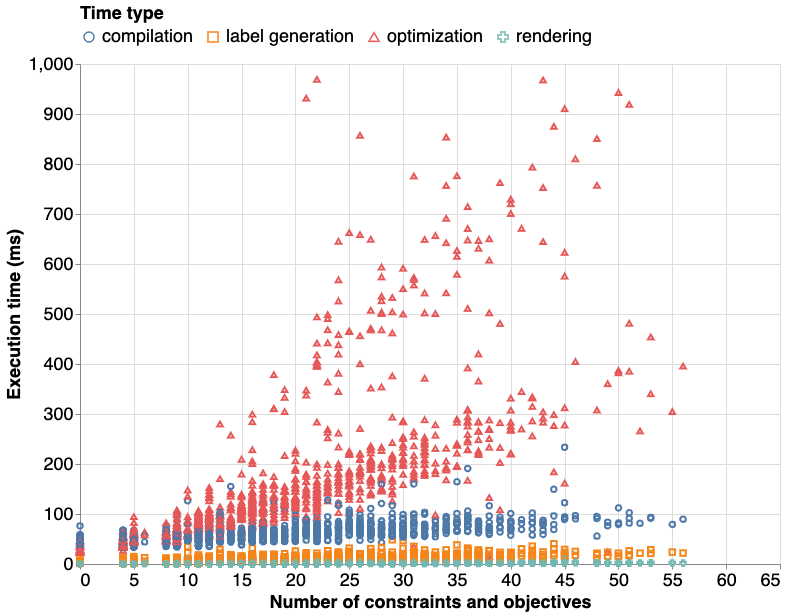 Time type
compilation label generation optimization rendering
1,000
900
800
700
600
500
400
300
200
100
0
Execution time (ms)
0 5 10 15 20 25 30 35 40 45 50 55 60 65
Number of constraints and objectives